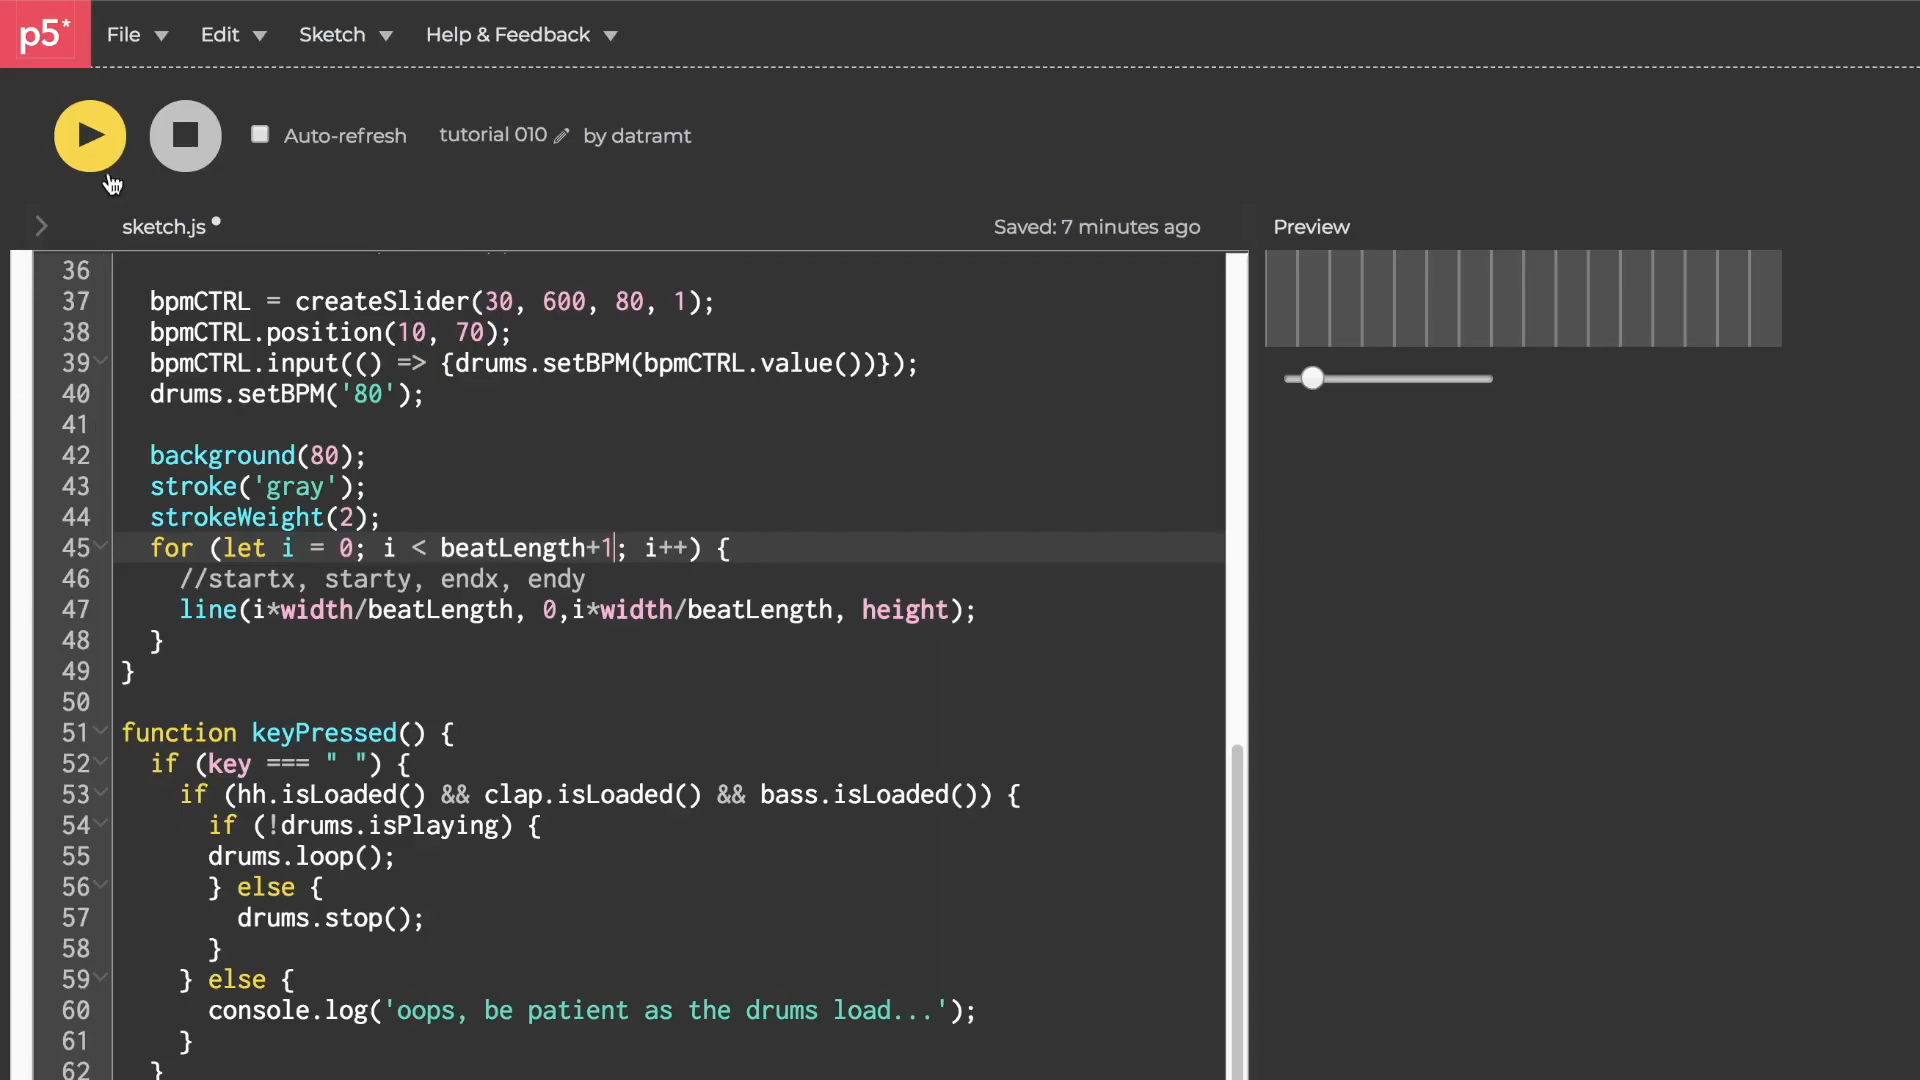 p5*
File ▼ Edit ▼ Sketch ▼ Help & Feedback ▼
Auto-refresh tutorial 010 by datramt
sketch.js Saved: 7 minutes ago Preview
36
37 bpmCTRL = createSlider(30, 600, 80, 1);
38 bpmCTRL.position(10, 70);
39 bpmCTRL.input(() => {drums.setBPM(bpmCTRL.value())});
40 drums.setBPM('80');
41
42 background(80);
43 stroke('gray');
44 strokeWeight(2);
45 for (let i = 0; i < beatLength+1; i++) {
46 //startx, starty, endx, endy
47 line(i*width/beatLength, 0,i*width/beatLength, height);
48 }
49 }
50
51 function keyPressed() {
52 if (key === " ") {
53 if (hh.isLoaded() && clap.isLoaded() && bass.isLoaded()) {
54 if (!drums.isPlaying) {
55 drums.loop();
56 } else {
57 drums.stop();
58 }
59 } else {
60 console.log('oops, be patient as the drums load...');
61 }
62 }